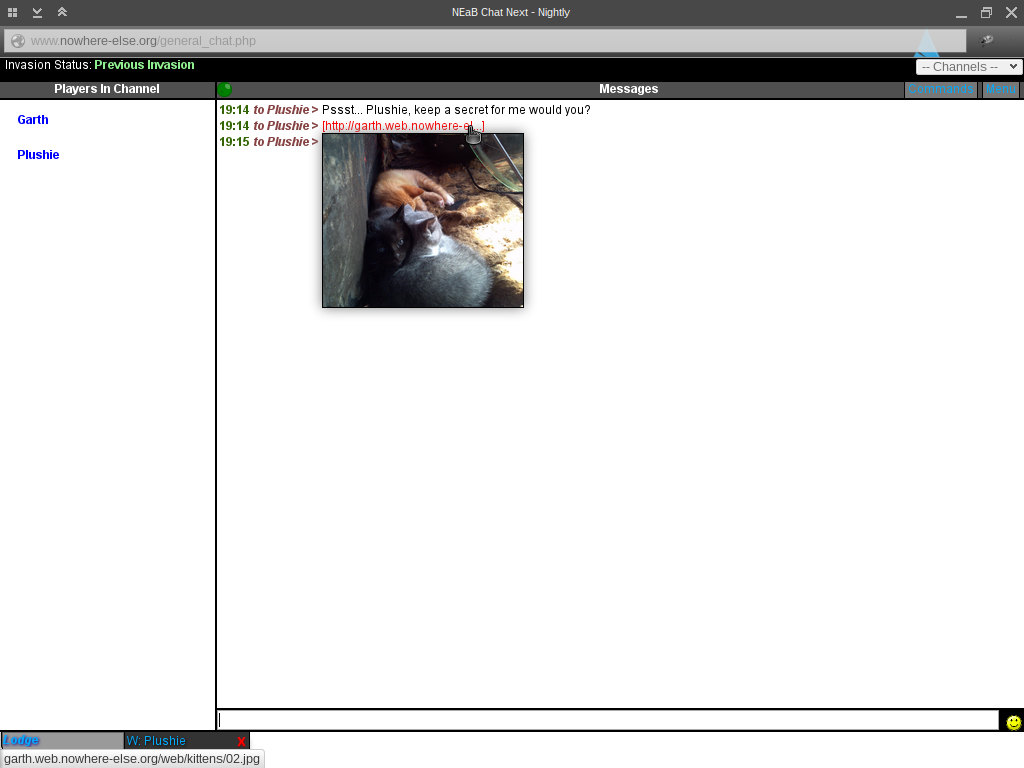 NEaB Chat Next - Nightly
www.nowhere-else.org/general_chat.php
Invasion Status: Previous Invasion
-- Channels --
Players In Channel
Messages
Commands
Menu
Garth
Plushie
19:14 to Plushie > Pssst... Plushie, keep a secret for me would you?
19:14 to Plushie > [http://garth.web.nowhere-el...]
19:15 to Plushie >
Lodge
W: Plushie
X
garth.web.nowhere-else.org/web/kittens/02.jpg